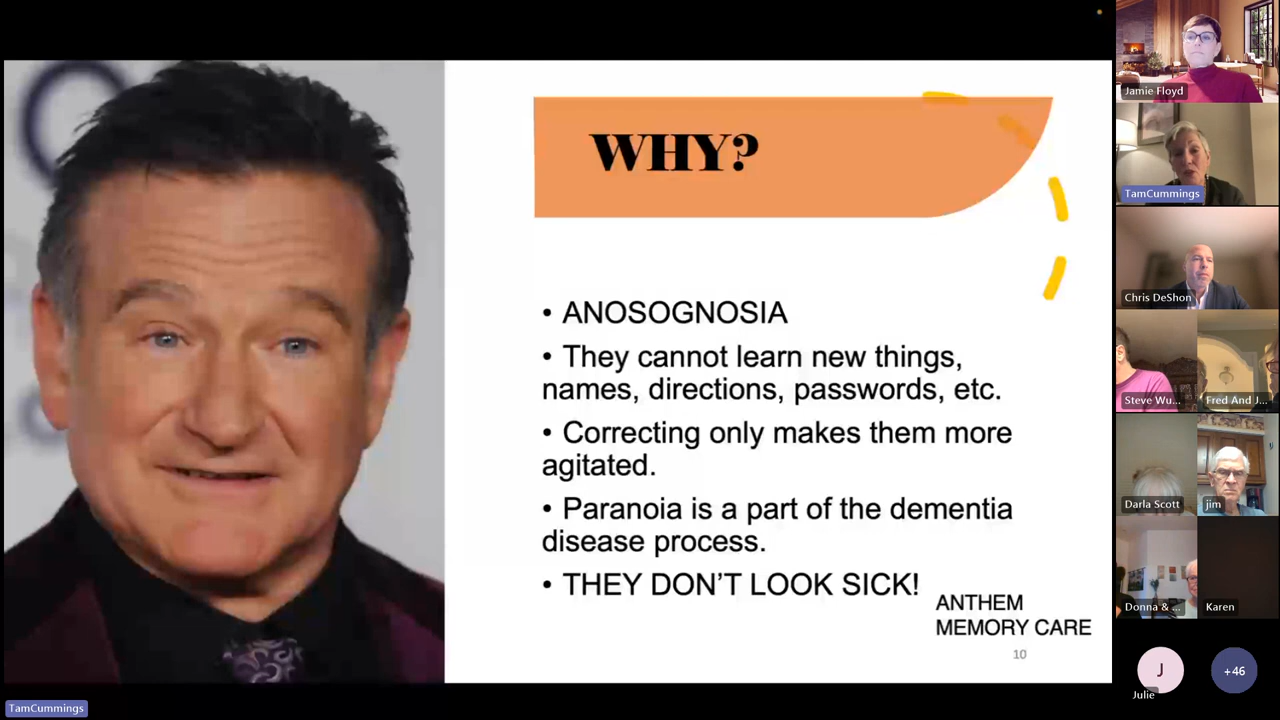 WHY?
• ANOSOGNOSIA
• They cannot learn new things,
names, directions, passwords, etc.
• Correcting only makes them more
agitated.
• Paranoia is a part of the dementia
disease process.
• THEY DON’T LOOK SICK!
ANTHEM
MEMORY CARE
10
TamCummings
Jamie Floyd
TamCummings
Chris DeShon
Steve Wu...
Fred And J...
Darla Scott
jim
Donna & ...
Karen
J
Julie
+46